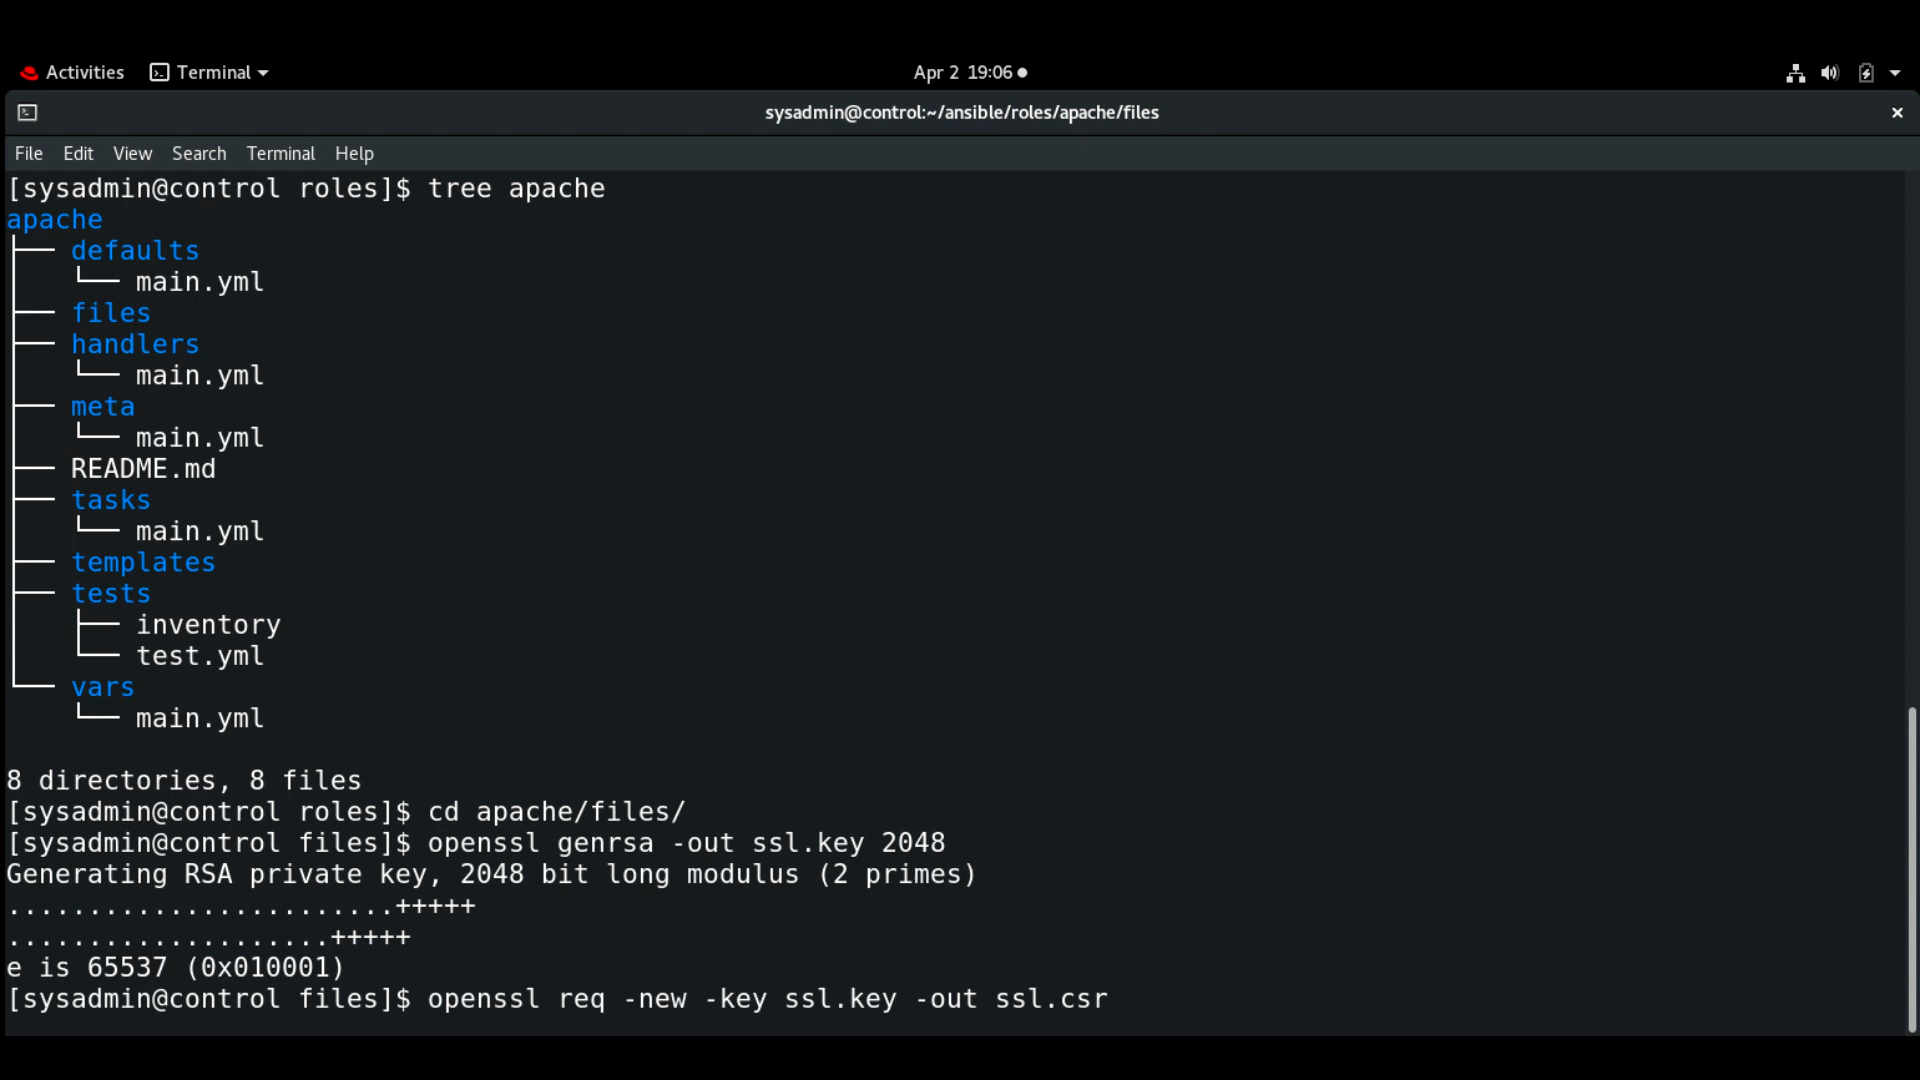 Activities Terminal Apr 2 19:06
sysadmin@control:~/ansible/roles/apache/files
File Edit View Search Terminal Help
[sysadmin@control roles]$ tree apache
apache
├── defaults
│   └── main.yml
├── files
├── handlers
│   └── main.yml
├── meta
│   └── main.yml
├── README.md
├── tasks
│   └── main.yml
├── templates
├── tests
│   ├── inventory
│   └── test.yml
└── vars
    └── main.yml
8 directories, 8 files
[sysadmin@control roles]$ cd apache/files/
[sysadmin@control files]$ openssl genrsa -out ssl.key 2048
Generating RSA private key, 2048 bit long modulus (2 primes)
........................+++++
....................+++++
e is 65537 (0x010001)
[sysadmin@control files]$ openssl req -new -key ssl.key -out ssl.csr